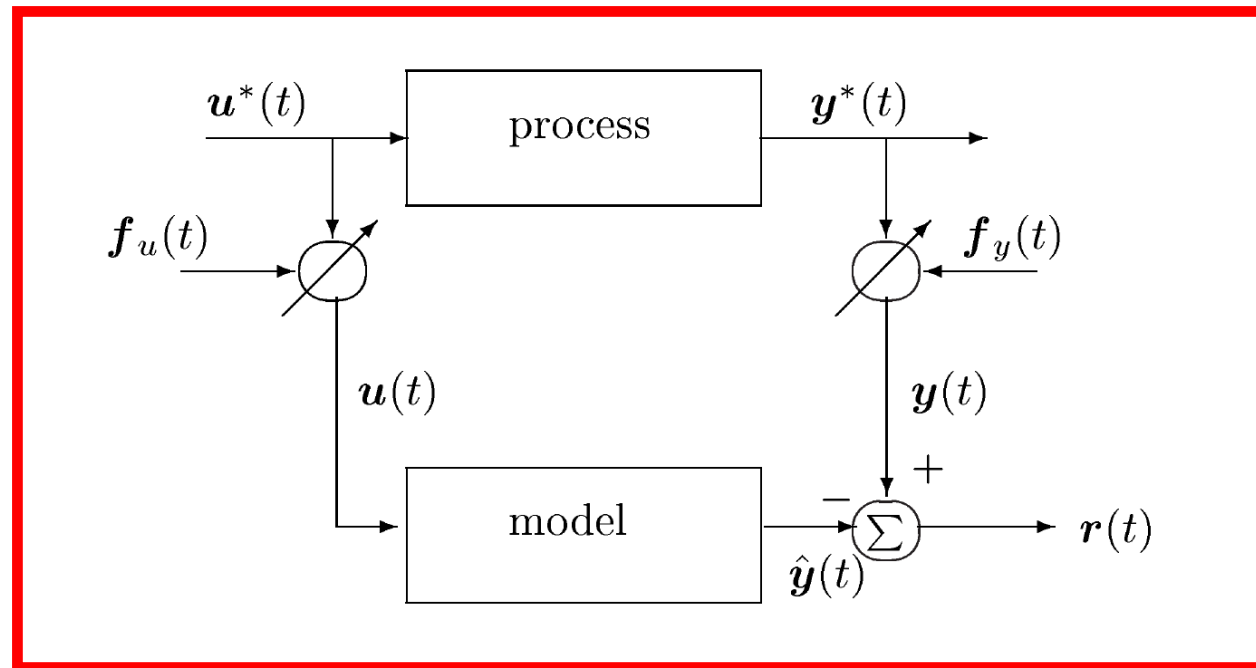 u*(t)
process
y*(t)
f_u(t)
f_y(t)
u(t)
y(t)
+
−
model
Σ
r(t)
ŷ(t)